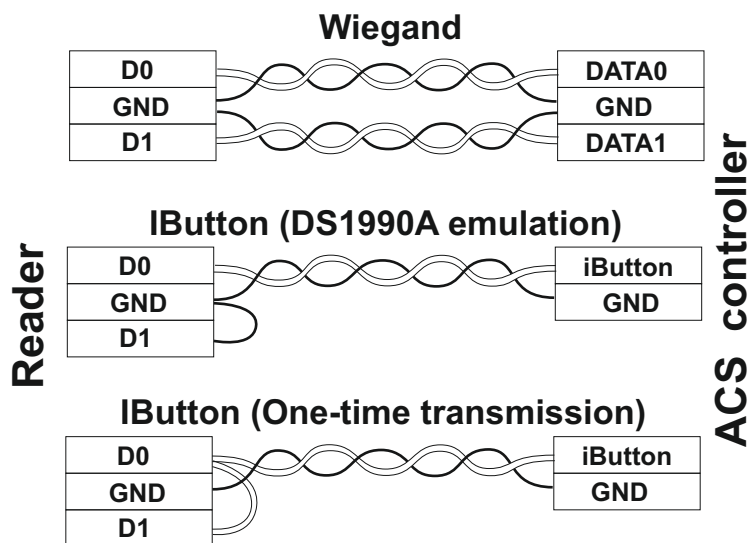 Wiegand
D0
GND
D1
DATA0
GND
DATA1
IButton (DS1990A emulation)
D0
GND
D1
iButton
GND
IButton (One-time transmission)
D0
GND
D1
iButton
GND
Reader
ACS controller